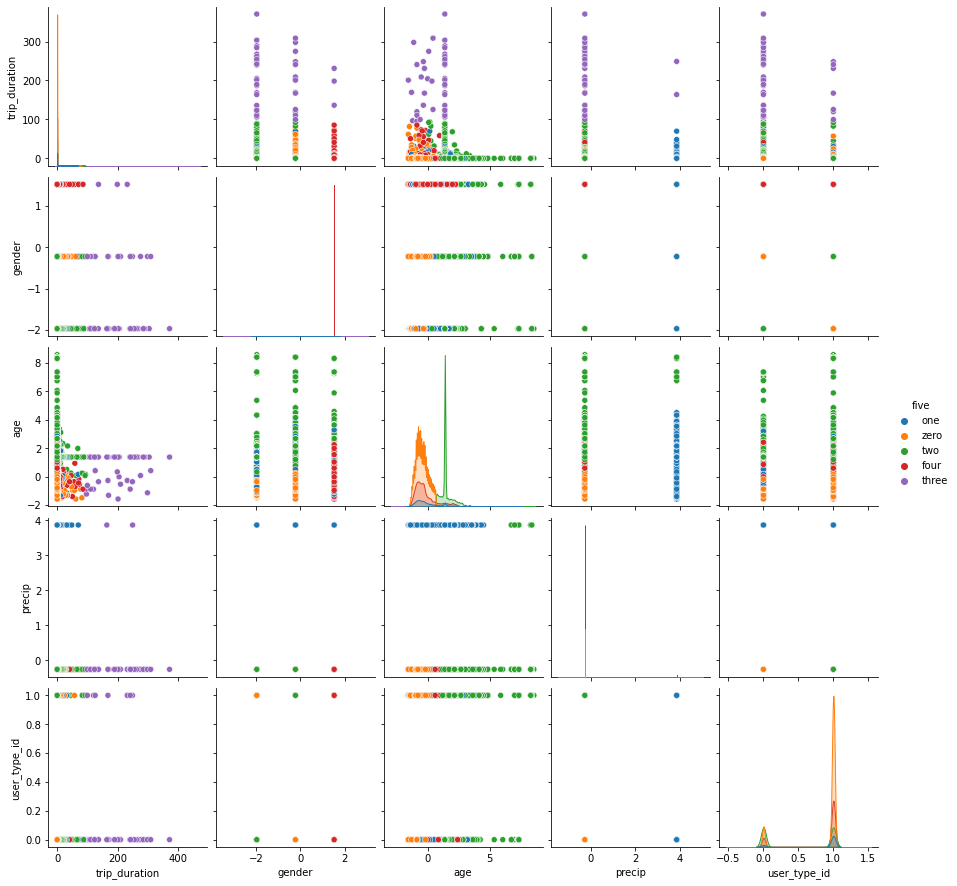 trip_duration
300
200
100
0
gender
1
0
−1
−2
age
8
6
4
2
0
−2
precip
4
3
2
1
0
user_type_id
1.0
0.8
0.6
0.4
0.2
0.0
0 200 400
trip_duration
−2 0 2
gender
0 5
age
0 2 4
precip
−0.5 0.0 0.5 1.0 1.5
user_type_id
five
one
zero
two
four
three